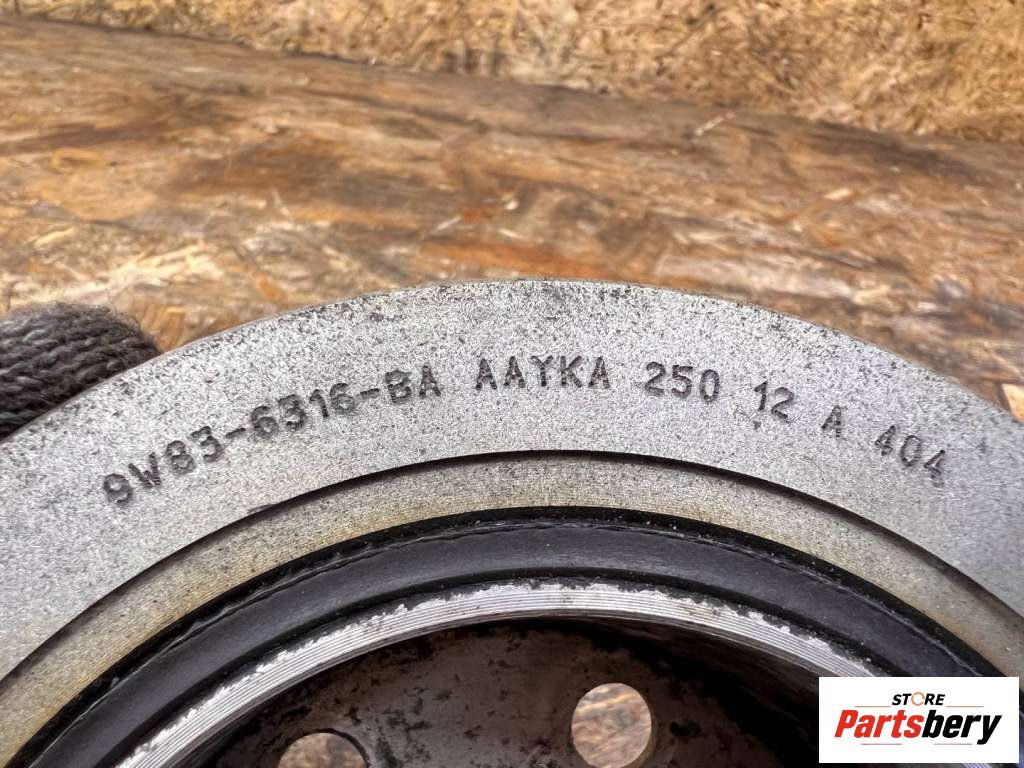 9W83-6316-BA AAYKA 250 12 A 404
STORE
Partsbery